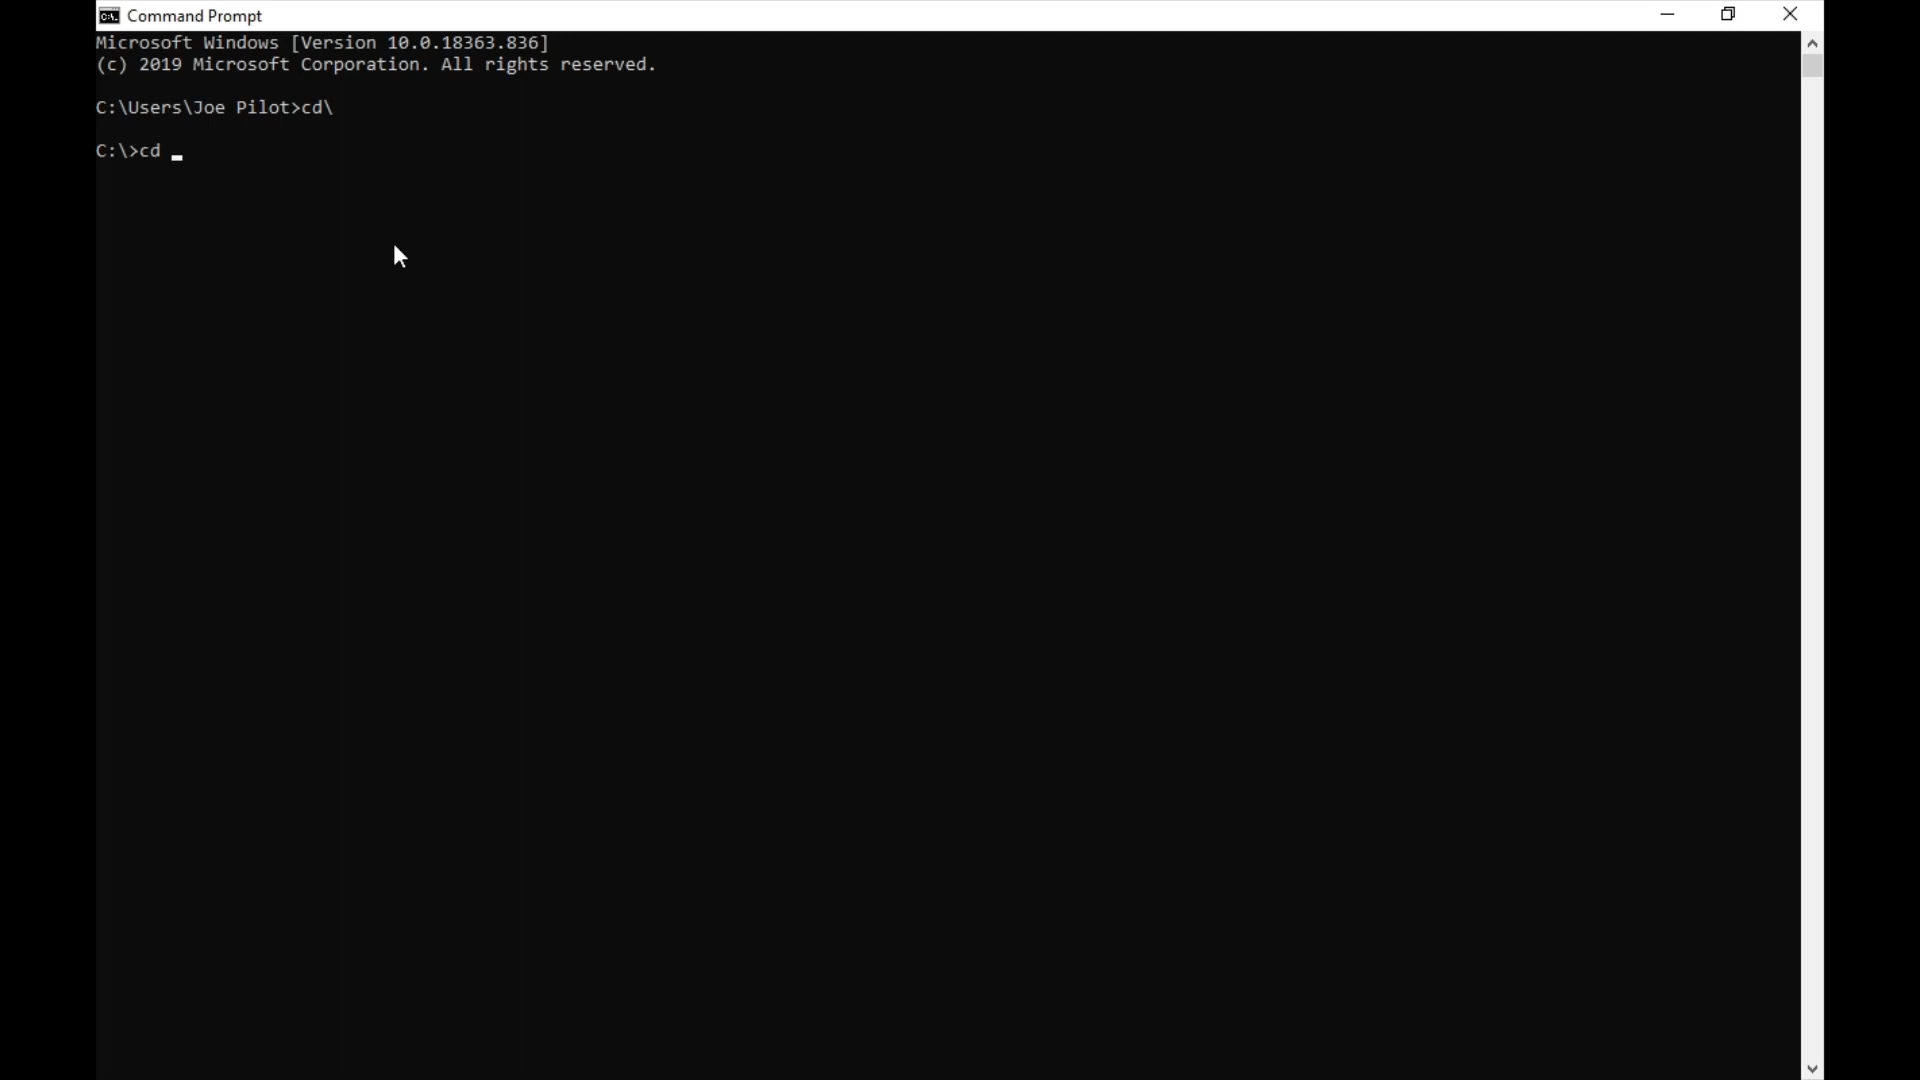 Command Prompt
Microsoft Windows [Version 10.0.18363.836]
(c) 2019 Microsoft Corporation. All rights reserved.
C:\Users\Joe Pilot>cd\
C:\>cd